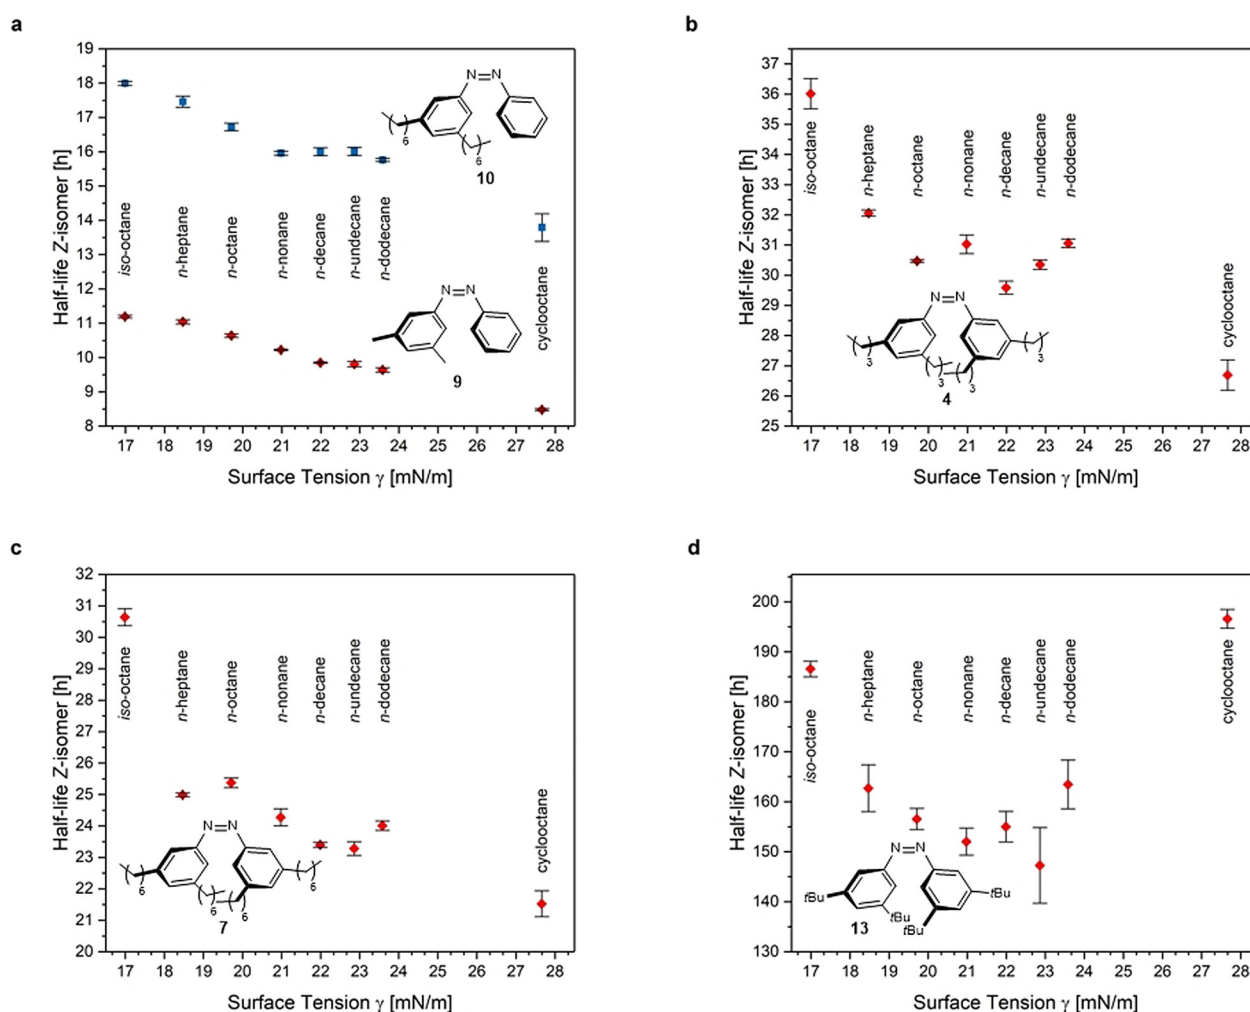 a
19
18
17
16
15
14
13
12
11
10
9
8
Half-life Z-isomer [h]
iso-octane
n-heptane
n-octane
n-nonane
n-decane
n-undecane
n-dodecane
cyclooctane
N=N
6
6
10
N=N
9
17 18 19 20 21 22 23 24 25 26 27 28
Surface Tension γ [mN/m]
b
37
36
35
34
33
32
31
30
29
28
27
26
25
Half-life Z-isomer [h]
iso-octane
n-heptane
n-octane
n-nonane
n-decane
n-undecane
n-dodecane
cyclooctane
N=N
3
3
3
3
4
17 18 19 20 21 22 23 24 25 26 27 28
Surface Tension γ [mN/m]
c
32
31
30
29
28
27
26
25
24
23
22
21
20
Half-life Z-isomer [h]
iso-octane
n-heptane
n-octane
n-nonane
n-decane
n-undecane
n-dodecane
cyclooctane
N=N
6
6
6
6
7
17 18 19 20 21 22 23 24 25 26 27 28
Surface Tension γ [mN/m]
d
200
190
180
170
160
150
140
130
Half-life Z-isomer [h]
iso-octane
n-heptane
n-octane
n-nonane
n-decane
n-undecane
n-dodecane
cyclooctane
N=N
tBu
tBu
tBu
tBu
13
17 18 19 20 21 22 23 24 25 26 27 28
Surface Tension γ [mN/m]